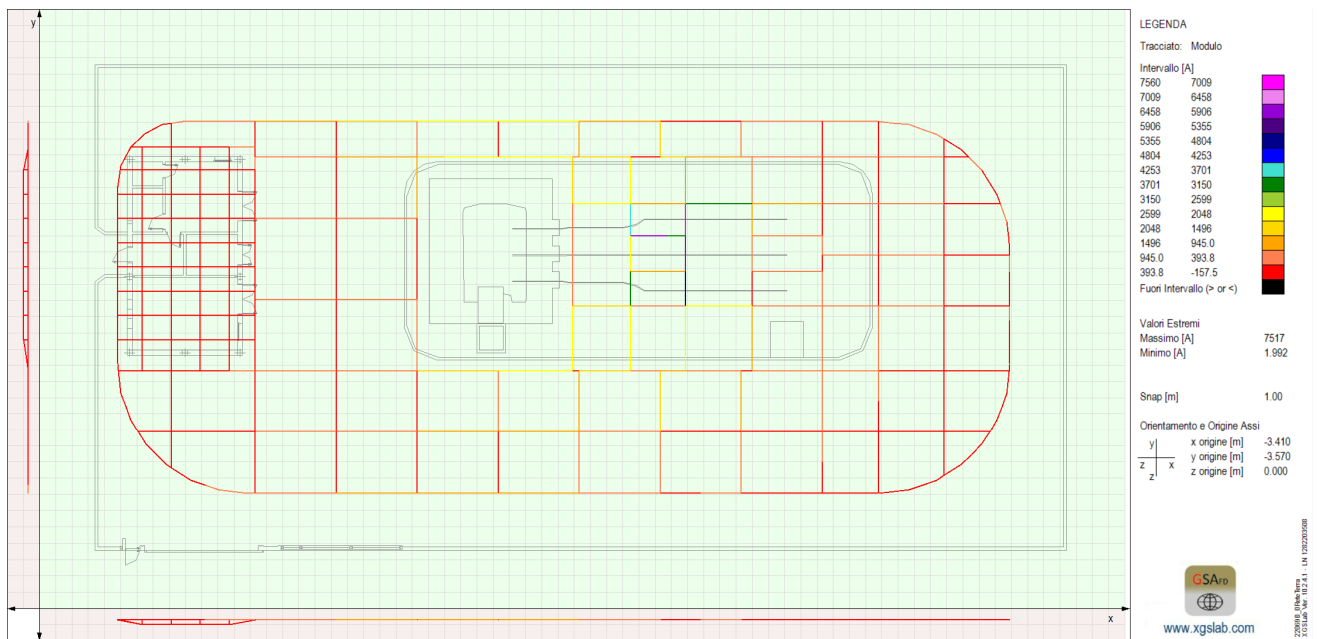 y
x
LEGENDA
Tracciato: Modulo
Intervallo [A]
7560 7009
7009 6458
6458 5906
5906 5355
5355 4804
4804 4253
4253 3701
3701 3150
3150 2599
2599 2048
2048 1496
1496 945.0
945.0 393.8
393.8 -157.5
Fuori Intervallo (> or <)
Valori Estremi
Massimo [A] 7517
Minimo [A] 1.992
Snap [m] 1.00
Orientamento e Origine Assi
y x origine [m] -3.410
y origine [m] -3.570
z x z origine [m] 0.000
z
GSAFD
www.xgslab.com